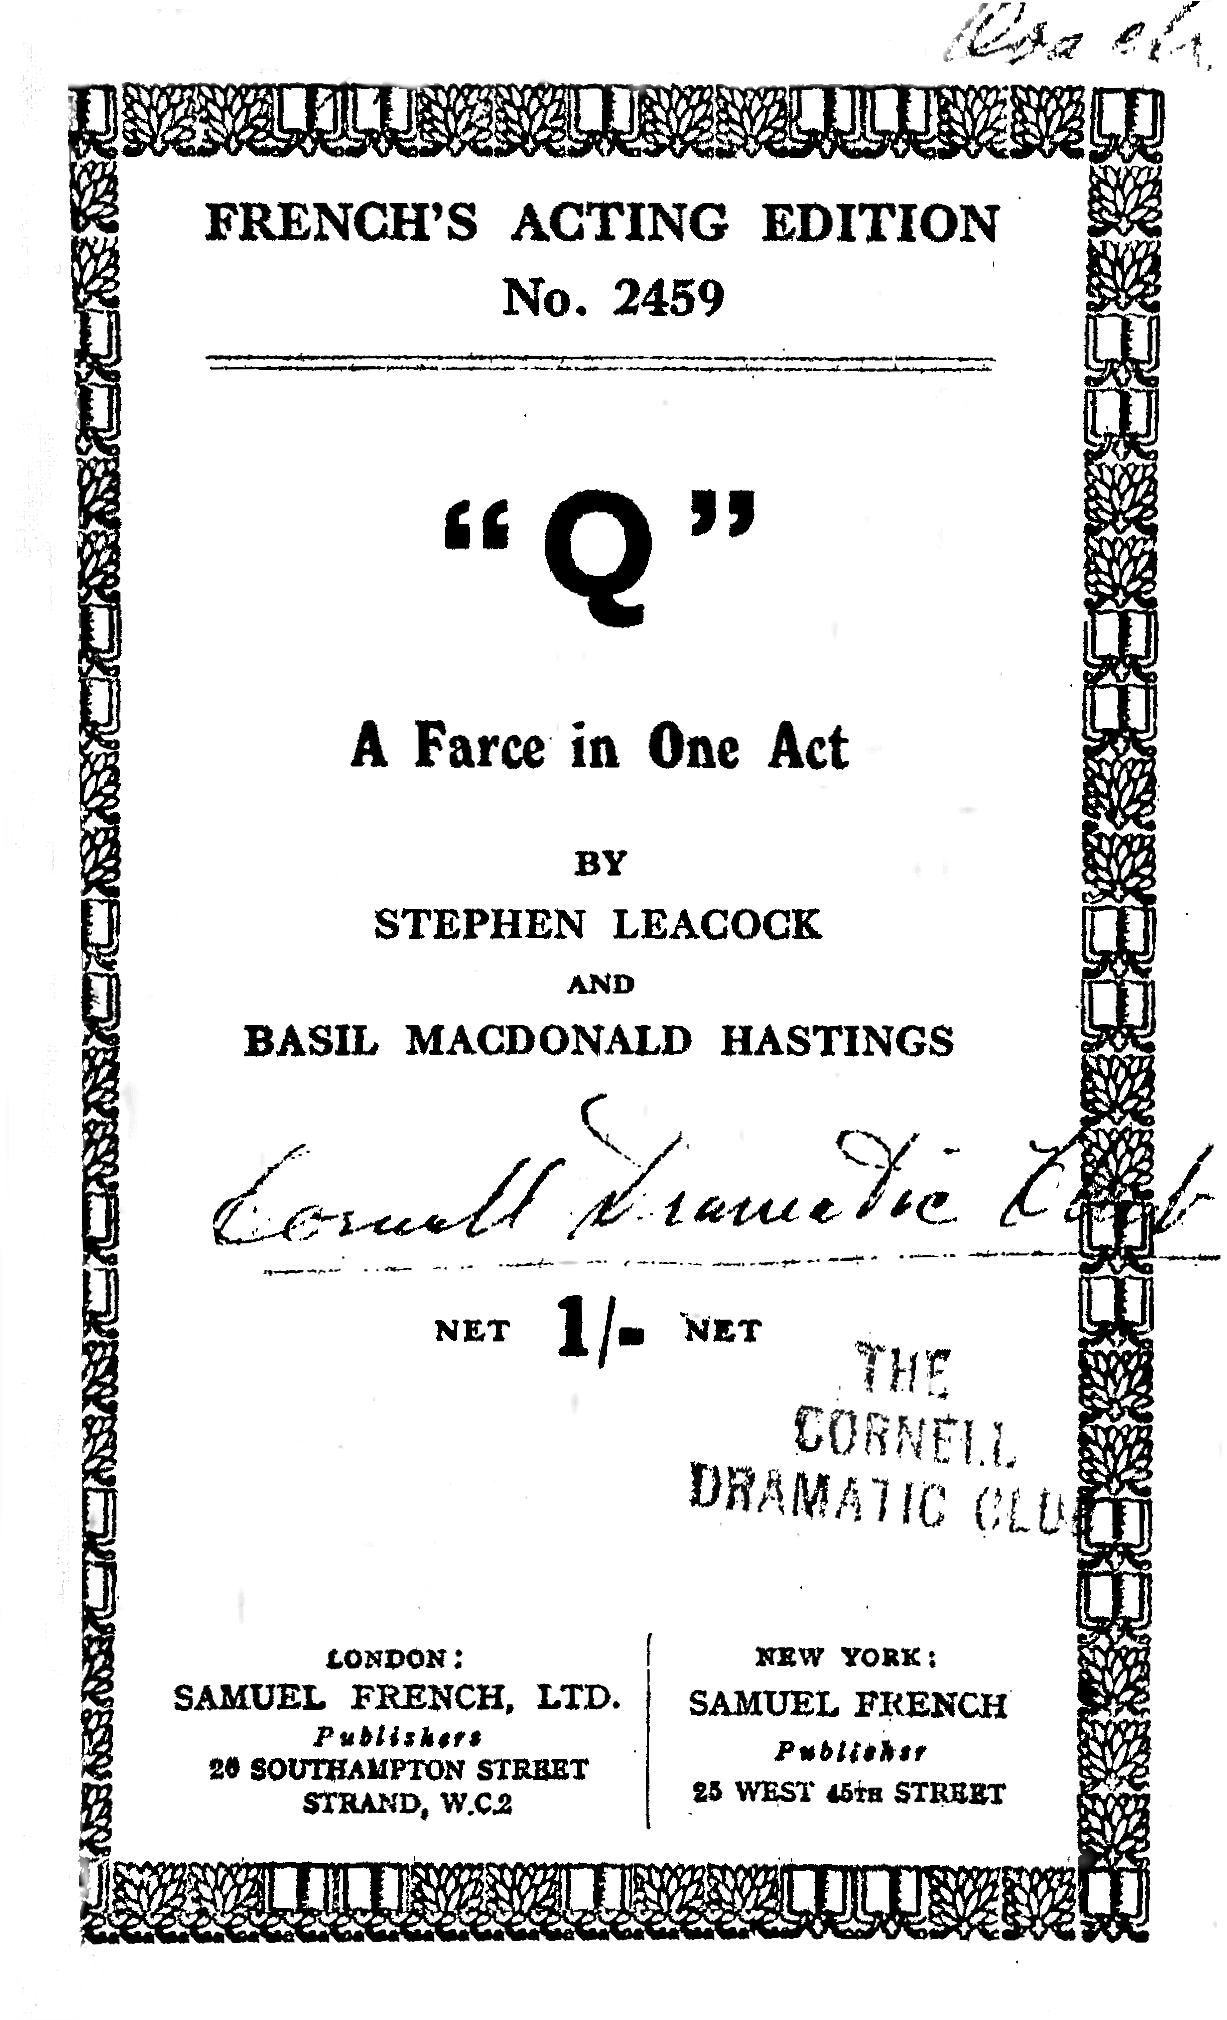 FRENCH'S ACTING EDITION
No. 2459
“Q”
A Farce in One Act
BY
STEPHEN LEACOCK
AND
BASIL MACDONALD HASTINGS
Cornell Dramatic Club
NET 1/- NET
THE
CORNELL
DRAMATIC CLU
LONDON:
SAMUEL FRENCH, LTD.
Publishers
26 SOUTHAMPTON STREET
STRAND, W.C.2
NEW YORK:
SAMUEL FRENCH
Publisher
25 WEST 45TH STREET